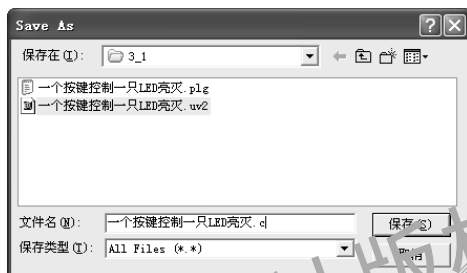 Save As
保存在(I): 3_1
一个按键控制一只LED亮灭.plg
一个按键控制一只LED亮灭.uv2
文件名(N): 一个按键控制一只LED亮灭.c 保存(S)
保存类型(T): All Files (*.*) 取消